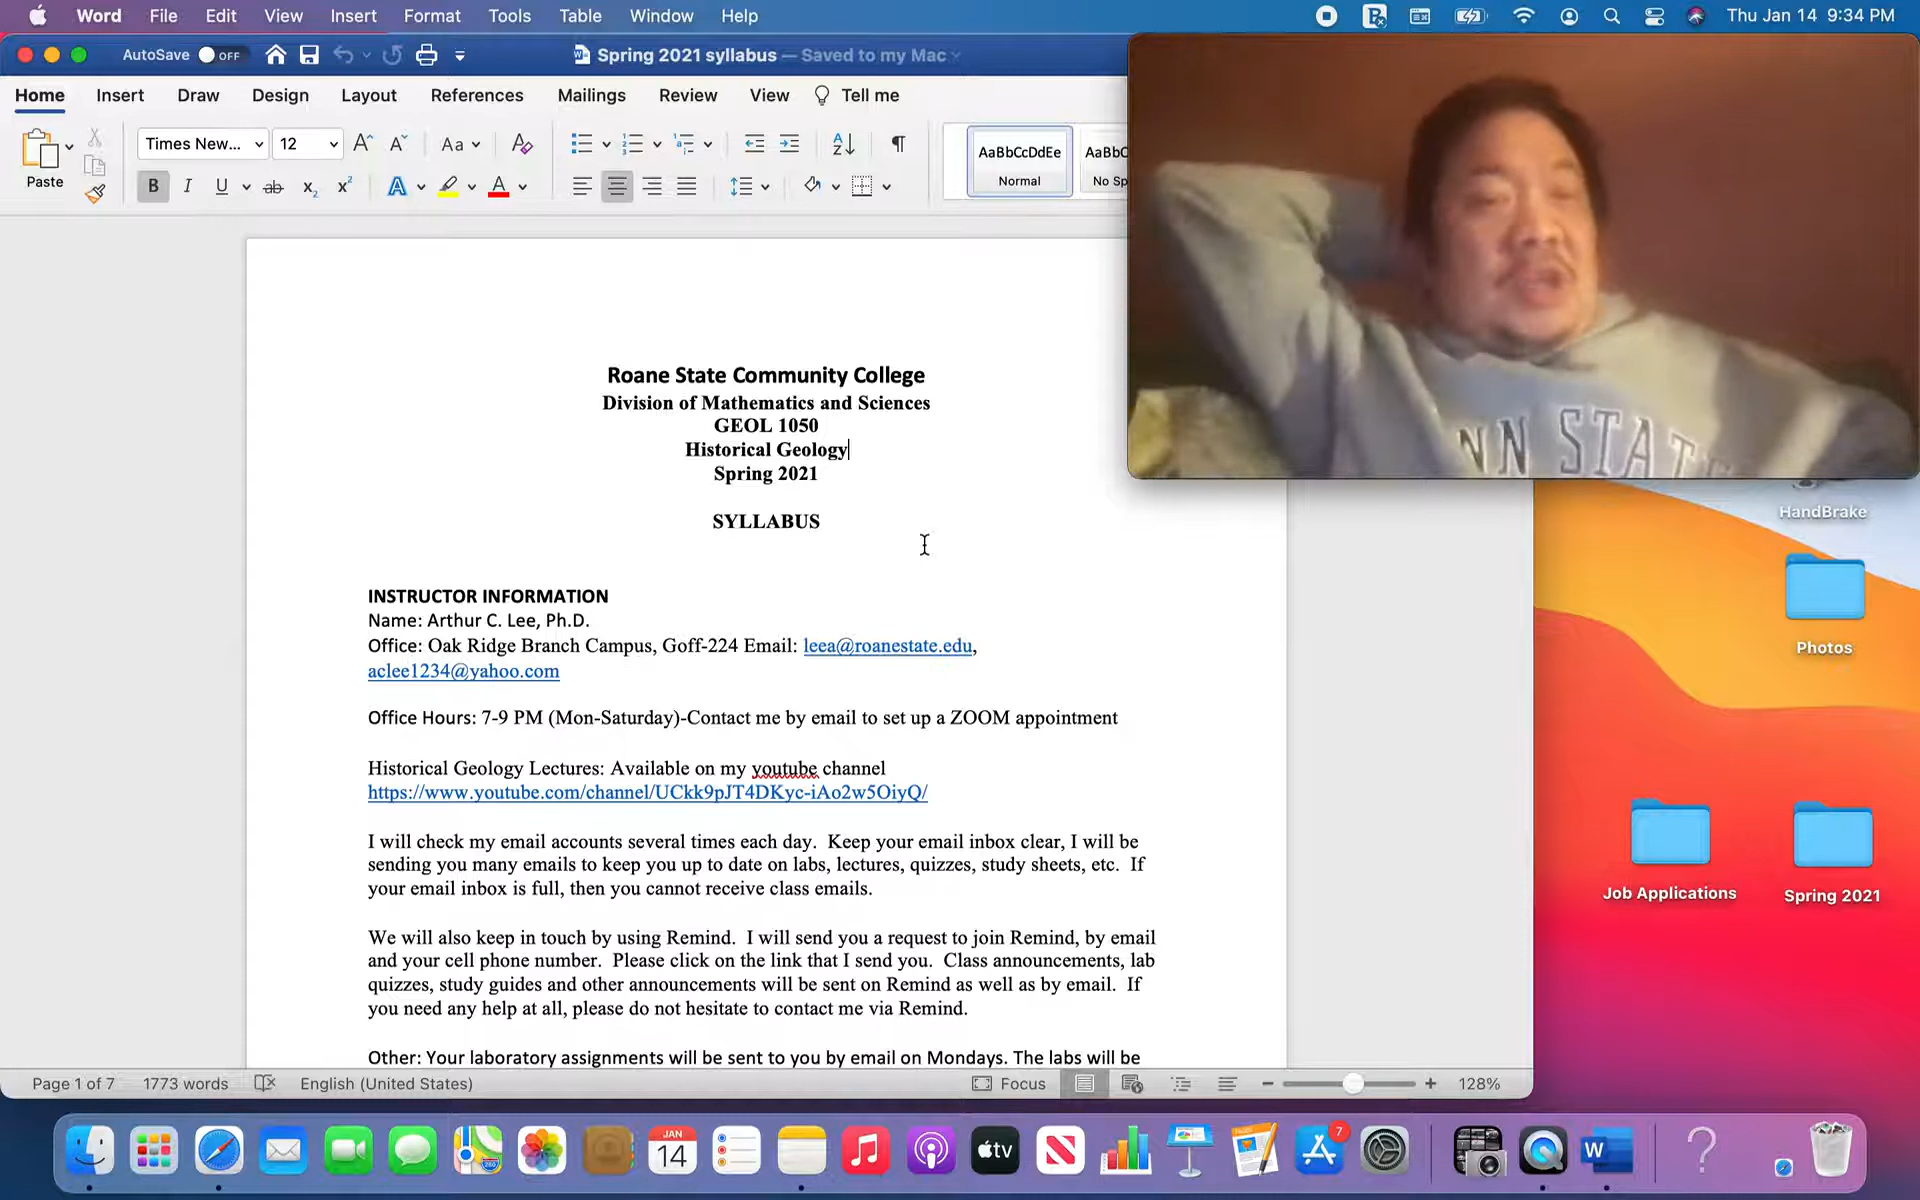 Word File Edit View Insert Format Tools Table Window Help Thu Jan 14 9:34 PM
AutoSave OFF Spring 2021 syllabus — Saved to my Mac
Home Insert Draw Design Layout References Mailings Review View Tell me
Paste Times New... 12 Aa AaBbCcDdEe AaBbC
B I U ab Normal No Sp
Roane State Community College
Division of Mathematics and Sciences
GEOL 1050
Historical Geology
Spring 2021
SYLLABUS
INSTRUCTOR INFORMATION
Name: Arthur C. Lee, Ph.D.
Office: Oak Ridge Branch Campus, Goff-224 Email: leea@roanestate.edu,
aclee1234@yahoo.com
Office Hours: 7-9 PM (Mon-Saturday)-Contact me by email to set up a ZOOM appointment
Historical Geology Lectures: Available on my youtube channel
https://www.youtube.com/channel/UCkk9pJT4DKyc-iAo2w5OiyQ/
I will check my email accounts several times each day. Keep your email inbox clear, I will be
sending you many emails to keep you up to date on labs, lectures, quizzes, study sheets, etc. If
your email inbox is full, then you cannot receive class emails.
We will also keep in touch by using Remind. I will send you a request to join Remind, by email
and your cell phone number. Please click on the link that I send you. Class announcements, lab
quizzes, study guides and other announcements will be sent on Remind as well as by email. If
you need any help at all, please do not hesitate to contact me via Remind.
Other: Your laboratory assignments will be sent to you by email on Mondays. The labs will be
Page 1 of 7 1773 words English (United States) Focus 128%
NN STAT
HandBrake
Photos
Job Applications Spring 2021
JAN
14
tv
7
W